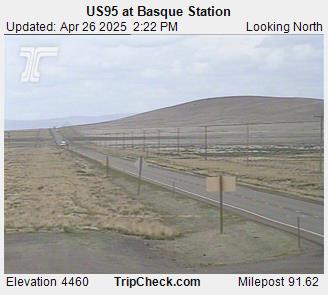 US95 at Basque Station
Updated: Apr 26 2025  2:22 PM Looking North
Elevation 4460 TripCheck.com Milepost 91.62